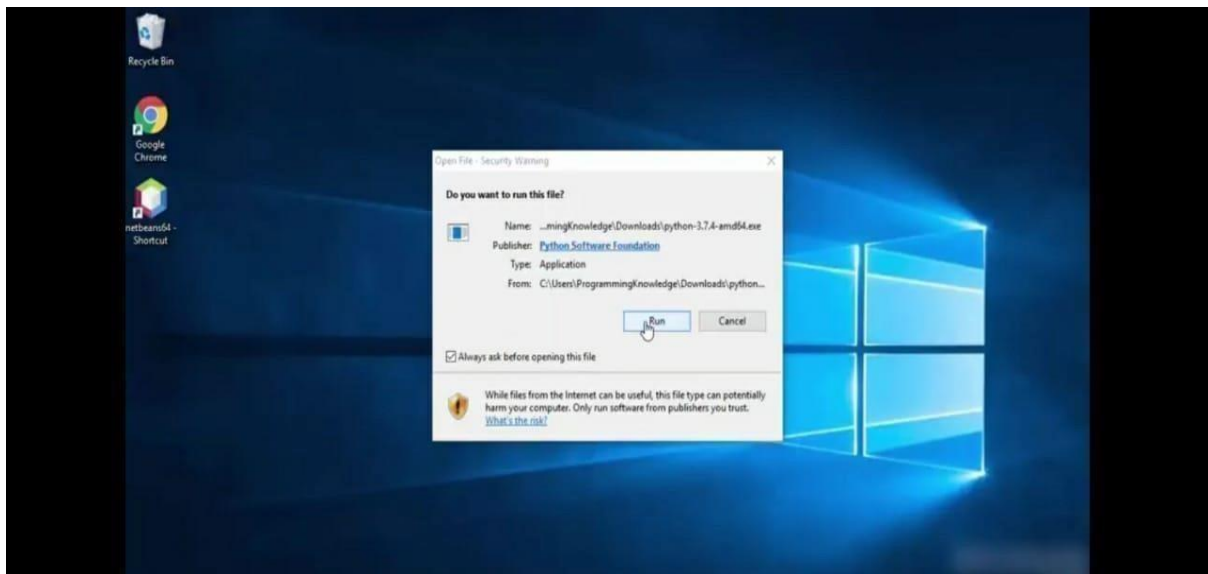 Recycle Bin
Google
Chrome
netbeans64 -
Shortcut
Open File - Security Warning
Do you want to run this file?
Name: ...mingKnowledge\Downloads\python-3.7.4-amd64.exe
Publisher: Python Software Foundation
Type: Application
From: C:\Users\ProgrammingKnowledge\Downloads\python...
Run Cancel
Always ask before opening this file
While files from the Internet can be useful, this file type can potentially
harm your computer. Only run software from publishers you trust.
What's the risk?